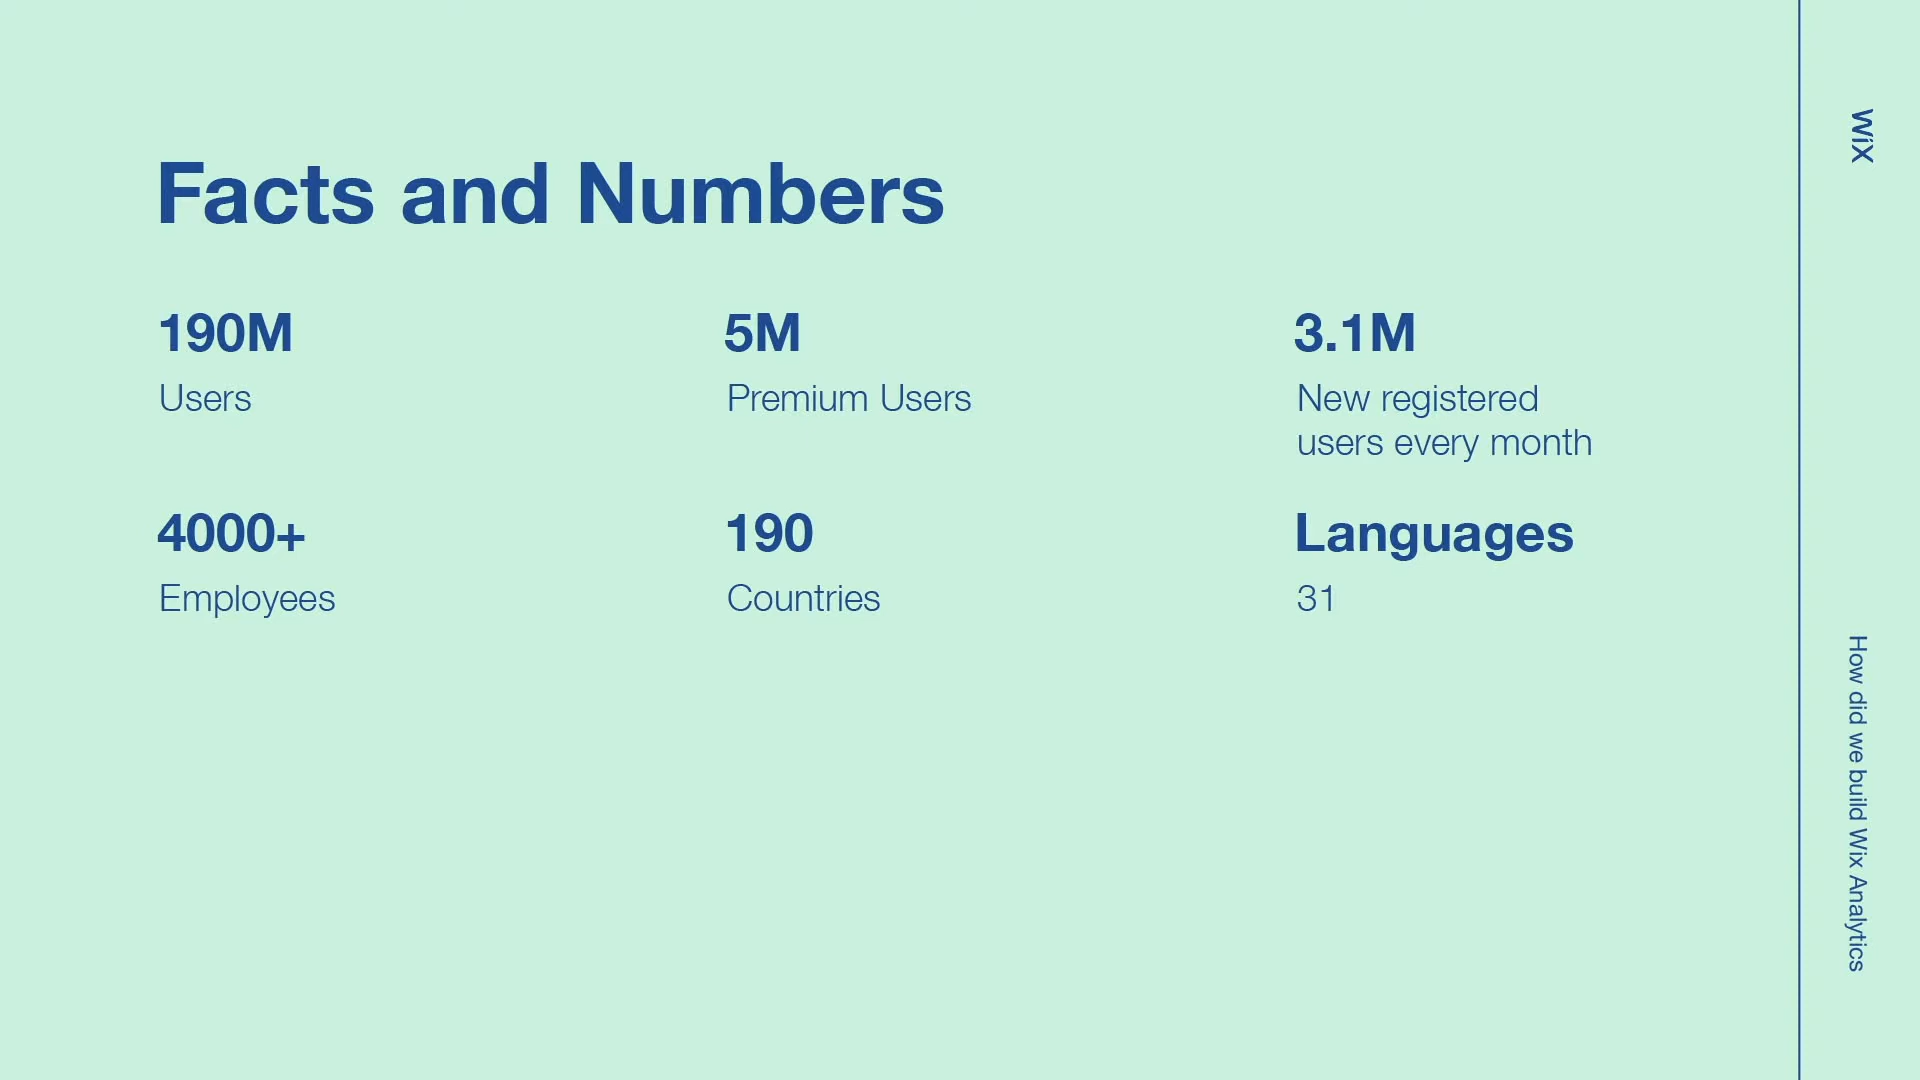 Facts and Numbers
190M
Users
5M
Premium Users
3.1M
New registered
users every month
4000+
Employees
190
Countries
Languages
31
WiX
How did we build Wix Analytics